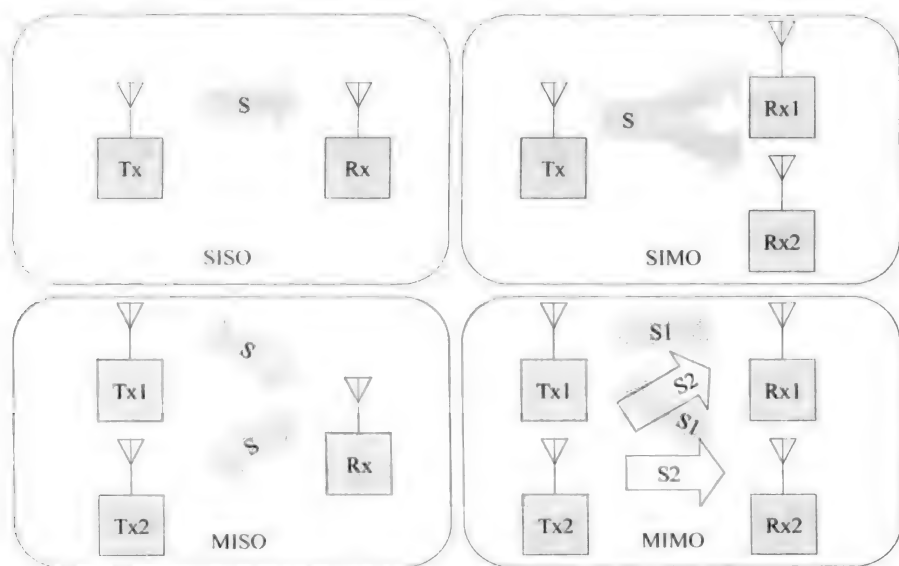 S
Tx
Rx
SISO
S
Tx
Rx1
Rx2
SIMO
S
Tx1
S
Rx
Tx2
MISO
S1
S2
Tx1
Rx1
S1
S2
Tx2
Rx2
MIMO